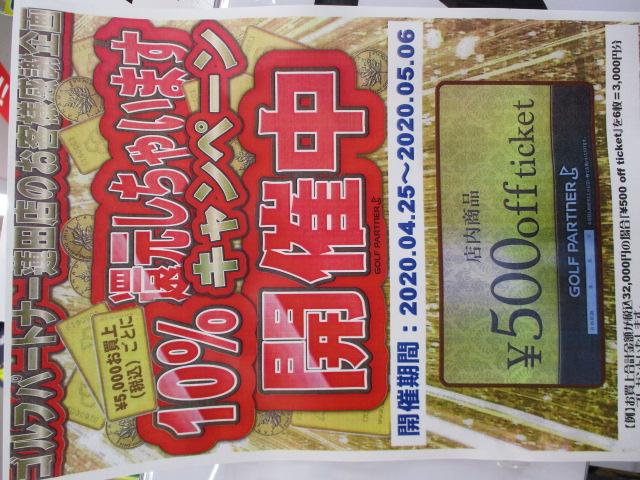 ゴルフパートナー蓮田店のお客様感謝企画
還元しちゃいます
¥5,000お買上
(税込)ごとに
10%キャンペーン
開催中
GOLF PARTNER
開催期間:2020.04.25~2020.05.06
店内商品
¥500off ticket
GOLF PARTNER
【例】お買上合計金額が税込32,000円の場合「¥500 off ticket」を6枚=3,000円分